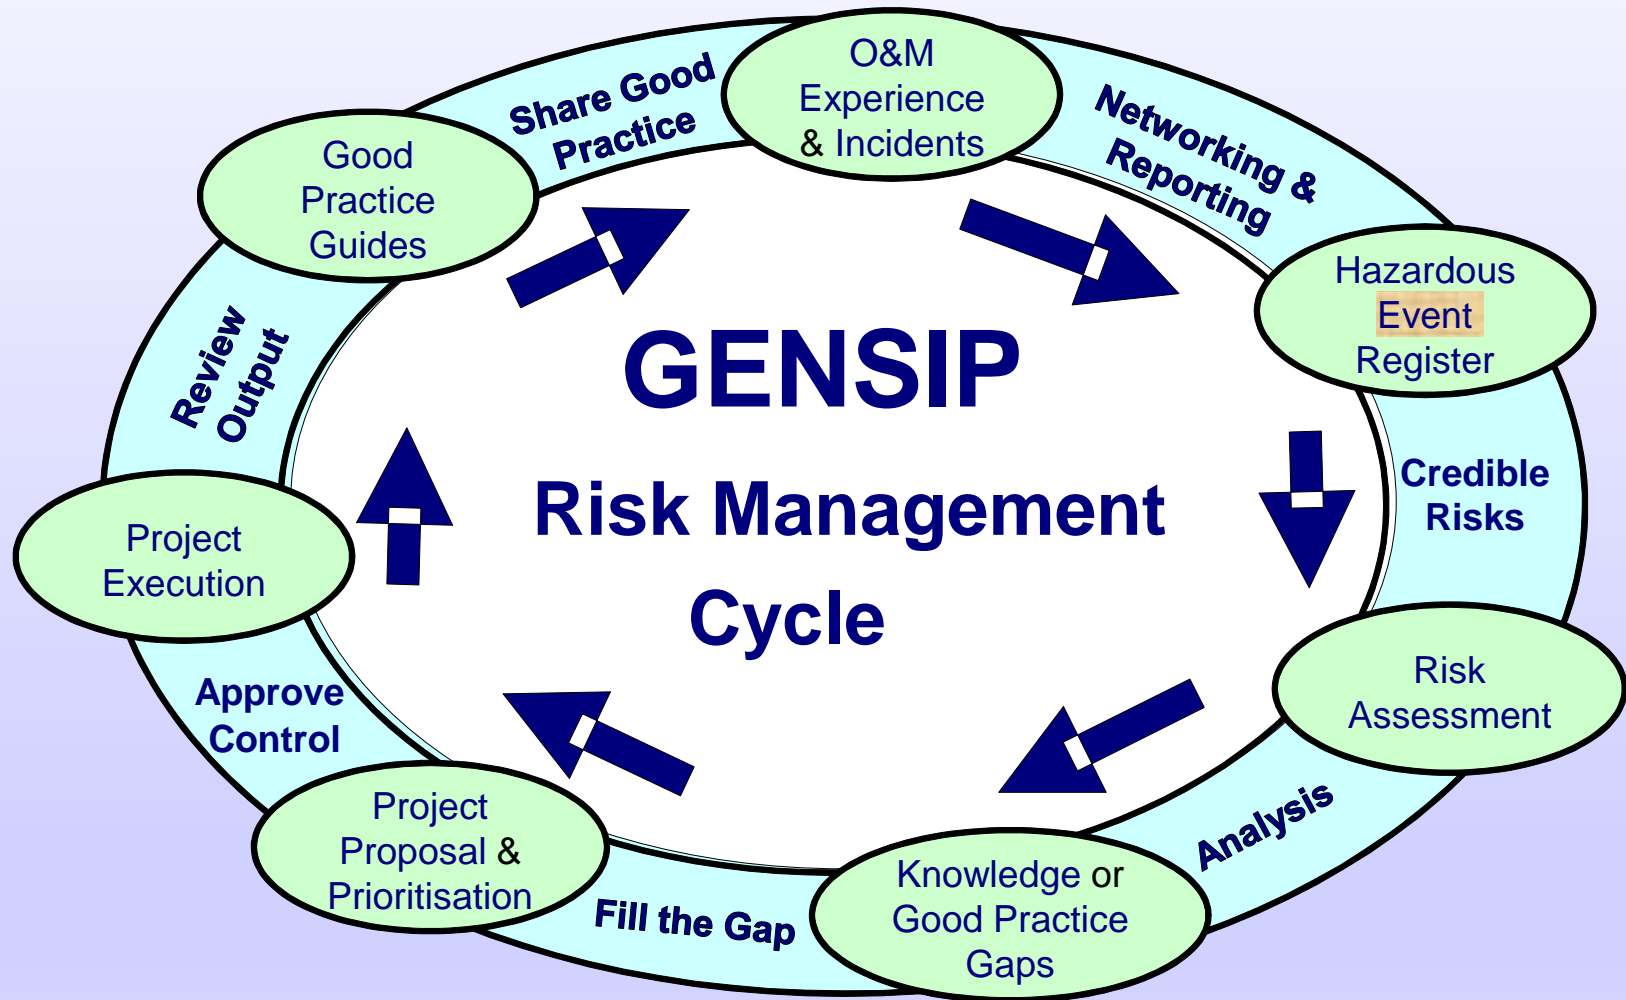 O&M
Experience
& Incidents
Networking &
Reporting
Hazardous
Event
Register
Credible
Risks
Risk
Assessment
Analysis
Knowledge or
Good Practice
Gaps
Fill the Gap
Project
Proposal &
Prioritisation
Approve
Control
Project
Execution
Review
Output
Good
Practice
Guides
Share Good
Practice
GENSIP
Risk Management
Cycle